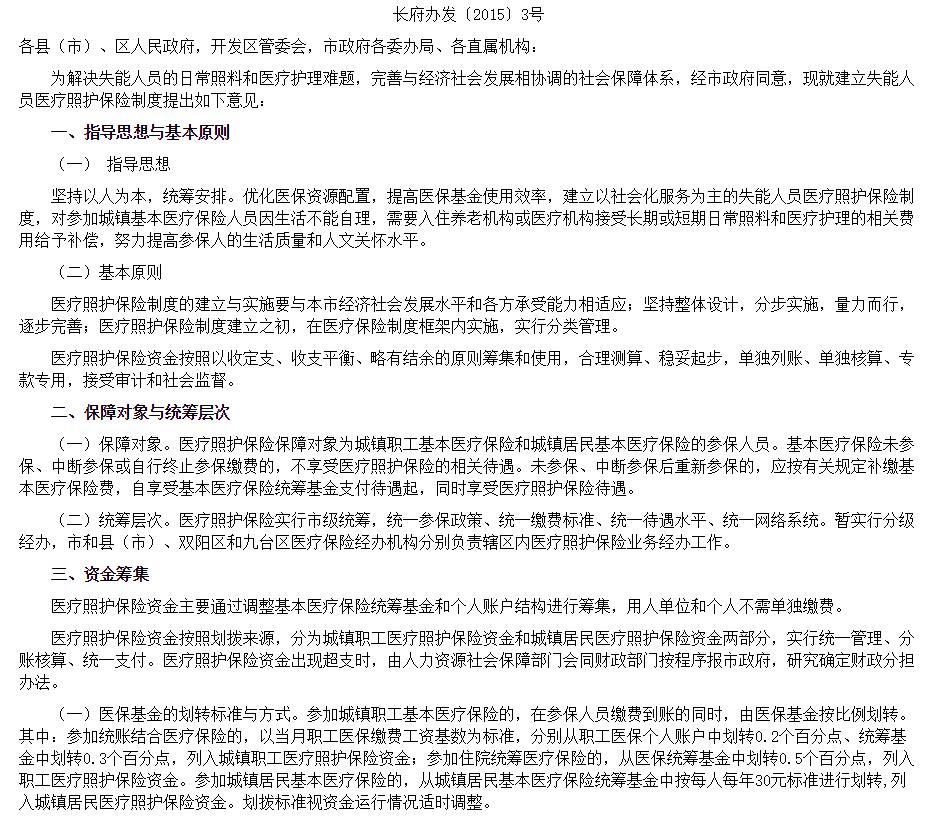 长府办发〔2015〕3号
各县（市）、区人民政府，开发区管委会，市政府各委办局、各直属机构：
为解决失能人员的日常照料和医疗护理难题，完善与经济社会发展相协调的社会保障体系，经市政府同意，现就建立失能人
员医疗照护保险制度提出如下意见：
一、指导思想与基本原则
（一） 指导思想
坚持以人为本，统筹安排。优化医保资源配置，提高医保基金使用效率，建立以社会化服务为主的失能人员医疗照护保险制
度，对参加城镇基本医疗保险人员因生活不能自理，需要入住养老机构或医疗机构接受长期或短期日常照料和医疗护理的相关费
用给予补偿，努力提高参保人的生活质量和人文关怀水平。
（二）基本原则
医疗照护保险制度的建立与实施要与本市经济社会发展水平和各方承受能力相适应；坚持整体设计，分步实施，量力而行，
逐步完善；医疗照护保险制度建立之初，在医疗保险制度框架内实施，实行分类管理。
医疗照护保险资金按照以收定支、收支平衡、略有结余的原则筹集和使用，合理测算、稳妥起步，单独列账、单独核算、专
款专用，接受审计和社会监督。
二、保障对象与统筹层次
（一）保障对象。医疗照护保险保障对象为城镇职工基本医疗保险和城镇居民基本医疗保险的参保人员。基本医疗保险未参
保、中断参保或自行终止参保缴费的，不享受医疗照护保险的相关待遇。未参保、中断参保后重新参保的，应按有关规定补缴基
本医疗保险费，自享受基本医疗保险统筹基金支付待遇起，同时享受医疗照护保险待遇。
（二）统筹层次。医疗照护保险实行市级统筹，统一参保政策、统一缴费标准、统一待遇水平、统一网络系统。暂实行分级
经办，市和县（市）、双阳区和九台区医疗保险经办机构分别负责辖区内医疗照护保险业务经办工作。
三、资金筹集
医疗照护保险资金主要通过调整基本医疗保险统筹基金和个人账户结构进行筹集，用人单位和个人不需单独缴费。
医疗照护保险资金按照划拨来源，分为城镇职工医疗照护保险资金和城镇居民医疗照护保险资金两部分，实行统一管理、分
账核算、统一支付。医疗照护保险资金出现超支时，由人力资源社会保障部门会同财政部门按程序报市政府，研究确定财政分担
办法。
（一）医保基金的划转标准与方式。参加城镇职工基本医疗保险的，在参保人员缴费到账的同时，由医保基金按比例划转。
其中：参加统账结合医疗保险的，以当月职工医保缴费工资基数为标准，分别从职工医保个人账户中划转0.2个百分点、统筹基
金中划转0.3个百分点，列入城镇职工医疗照护保险资金；参加住院统筹医疗保险的，从医保统筹基金中划转0.5个百分点，列入
职工医疗照护保险资金。参加城镇居民基本医疗保险的，从城镇居民基本医疗保险统筹基金中按每人每年30元标准进行划转,列
入城镇居民医疗照护保险资金。划拨标准视资金运行情况适时调整。